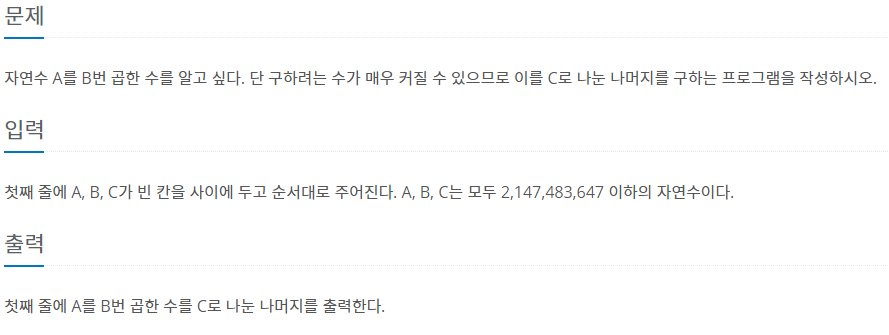 문제
자연수 A를 B번 곱한 수를 알고 싶다. 단 구하려는 수가 매우 커질 수 있으므로 이를 C로 나눈 나머지를 구하는 프로그램을 작성하시오.
입력
첫째 줄에 A, B, C가 빈 칸을 사이에 두고 순서대로 주어진다. A, B, C는 모두 2,147,483,647 이하의 자연수이다.
출력
첫째 줄에 A를 B번 곱한 수를 C로 나눈 나머지를 출력한다.